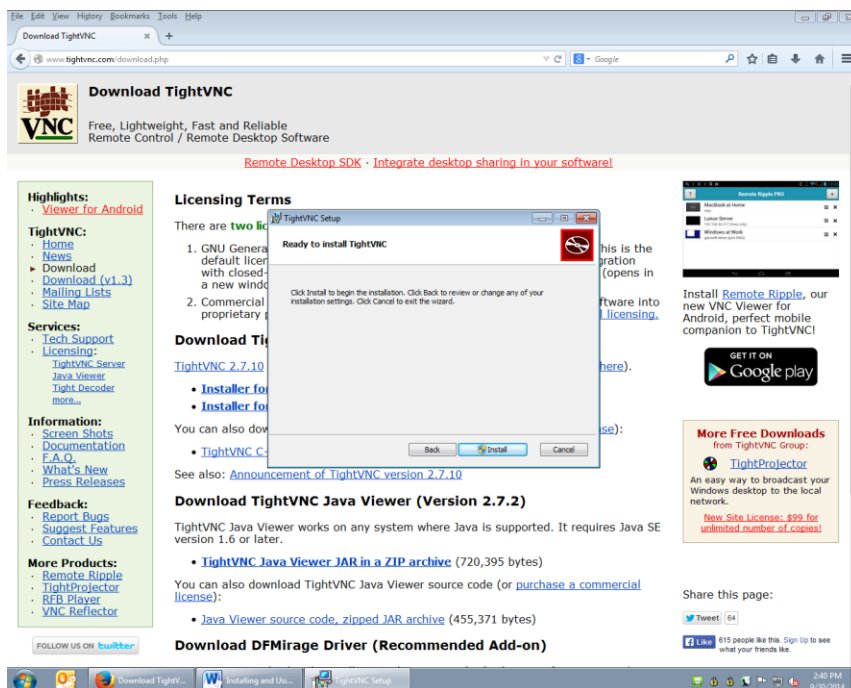 File Edit View History Bookmarks Tools Help
Download TightVNC × +
www.tightvnc.com/download.php
Google
tight
VNC
Download TightVNC
Free, Lightweight, Fast and Reliable
Remote Control / Remote Desktop Software
Remote Desktop SDK · Integrate desktop sharing in your software!
Highlights:
· Viewer for Android
TightVNC:
· Home
· News
► Download
· Download (v1.3)
· Mailing Lists
· Site Map
Services:
· Tech Support
· Licensing:
TightVNC Server
Java Viewer
Tight Decoder
more...
Information:
· Screen Shots
· Documentation
· F.A.Q.
· What's New
· Press Releases
Feedback:
· Report Bugs
· Suggest Features
· Contact Us
More Products:
· Remote Ripple
· TightProjector
· RFB Player
· VNC Reflector
FOLLOW US ON twitter
Licensing Terms
There are two lic
1. GNU Genera his is the
default licer gration
with closed- (opens in
a new windo
2. Commercial ftware into
proprietary p l licensing.
Download Tig
TightVNC 2.7.10 here).
• Installer fo
• Installer fo
You can also dow se):
• TightVNC C-
See also: Announcement of TightVNC version 2.7.10
TightVNC Setup
Ready to install TightVNC
Click Install to begin the installation. Click Back to review or change any of your
installation settings. Click Cancel to exit the wizard.
Back Install Cancel
Download TightVNC Java Viewer (Version 2.7.2)
TightVNC Java Viewer works on any system where Java is supported. It requires Java SE
version 1.6 or later.
• TightVNC Java Viewer JAR in a ZIP archive (720,395 bytes)
You can also download TightVNC Java Viewer source code (or purchase a commercial
license):
• Java Viewer source code, zipped JAR archive (455,371 bytes)
Download DFMirage Driver (Recommended Add-on)
Remote Ripple PRO
MacBook at Home
Lunax Server
Windows at Work
Install Remote Ripple, our
new VNC Viewer for
Android, perfect mobile
companion to TightVNC!
GET IT ON
Google play
More Free Downloads
from TightVNC Group:
TightProjector
An easy way to broadcast your
Windows desktop to the local
network.
New Site License: $99 for
unlimited number of copies!
Share this page:
Tweet 64
Like 615 people like this. Sign Up to see
what your friends like.
Download TightV... Installing and Usi... TightVNC Setup
2:40 PM
9/20/2014